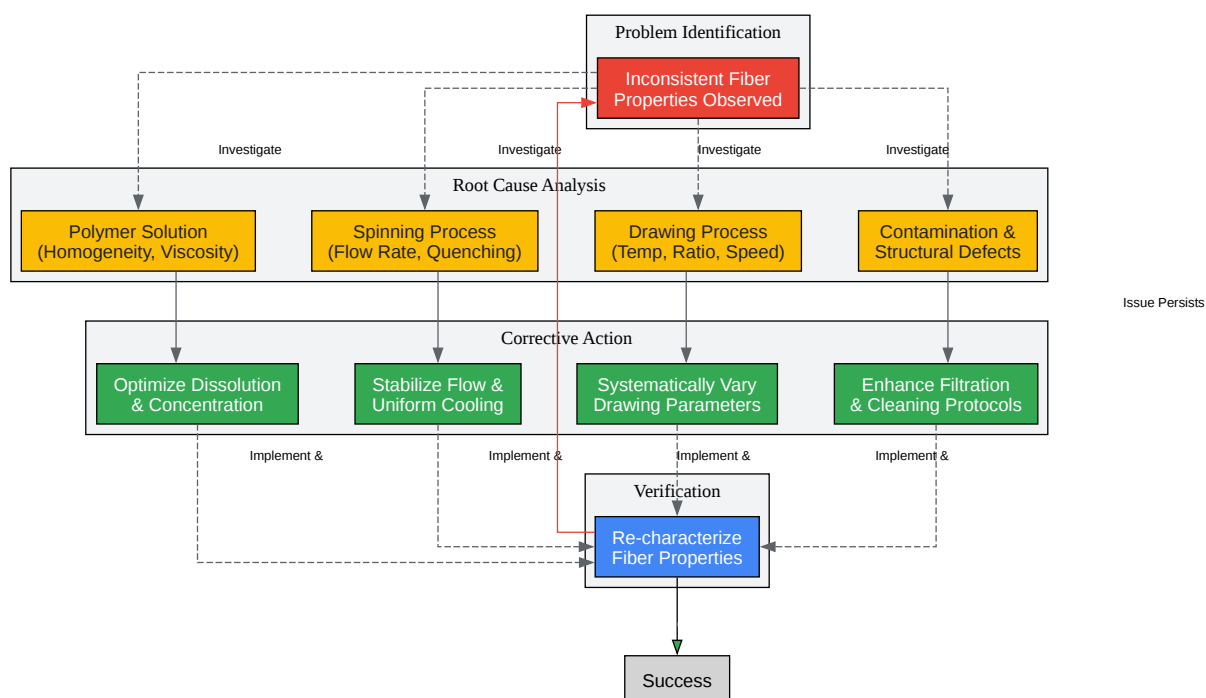 Problem Identification
Inconsistent Fiber
Properties Observed
Investigate
Investigate
Investigate
Investigate
Root Cause Analysis
Polymer Solution
(Homogeneity, Viscosity)
Spinning Process
(Flow Rate, Quenching)
Drawing Process
(Temp, Ratio, Speed)
Contamination &
Structural Defects
Issue Persists
Corrective Action
Optimize Dissolution
& Concentration
Stabilize Flow &
Uniform Cooling
Systematically Vary
Drawing Parameters
Enhance Filtration
& Cleaning Protocols
Implement &
Implement &
Implement &
Implement &
Verification
Re-characterize
Fiber Properties
Success